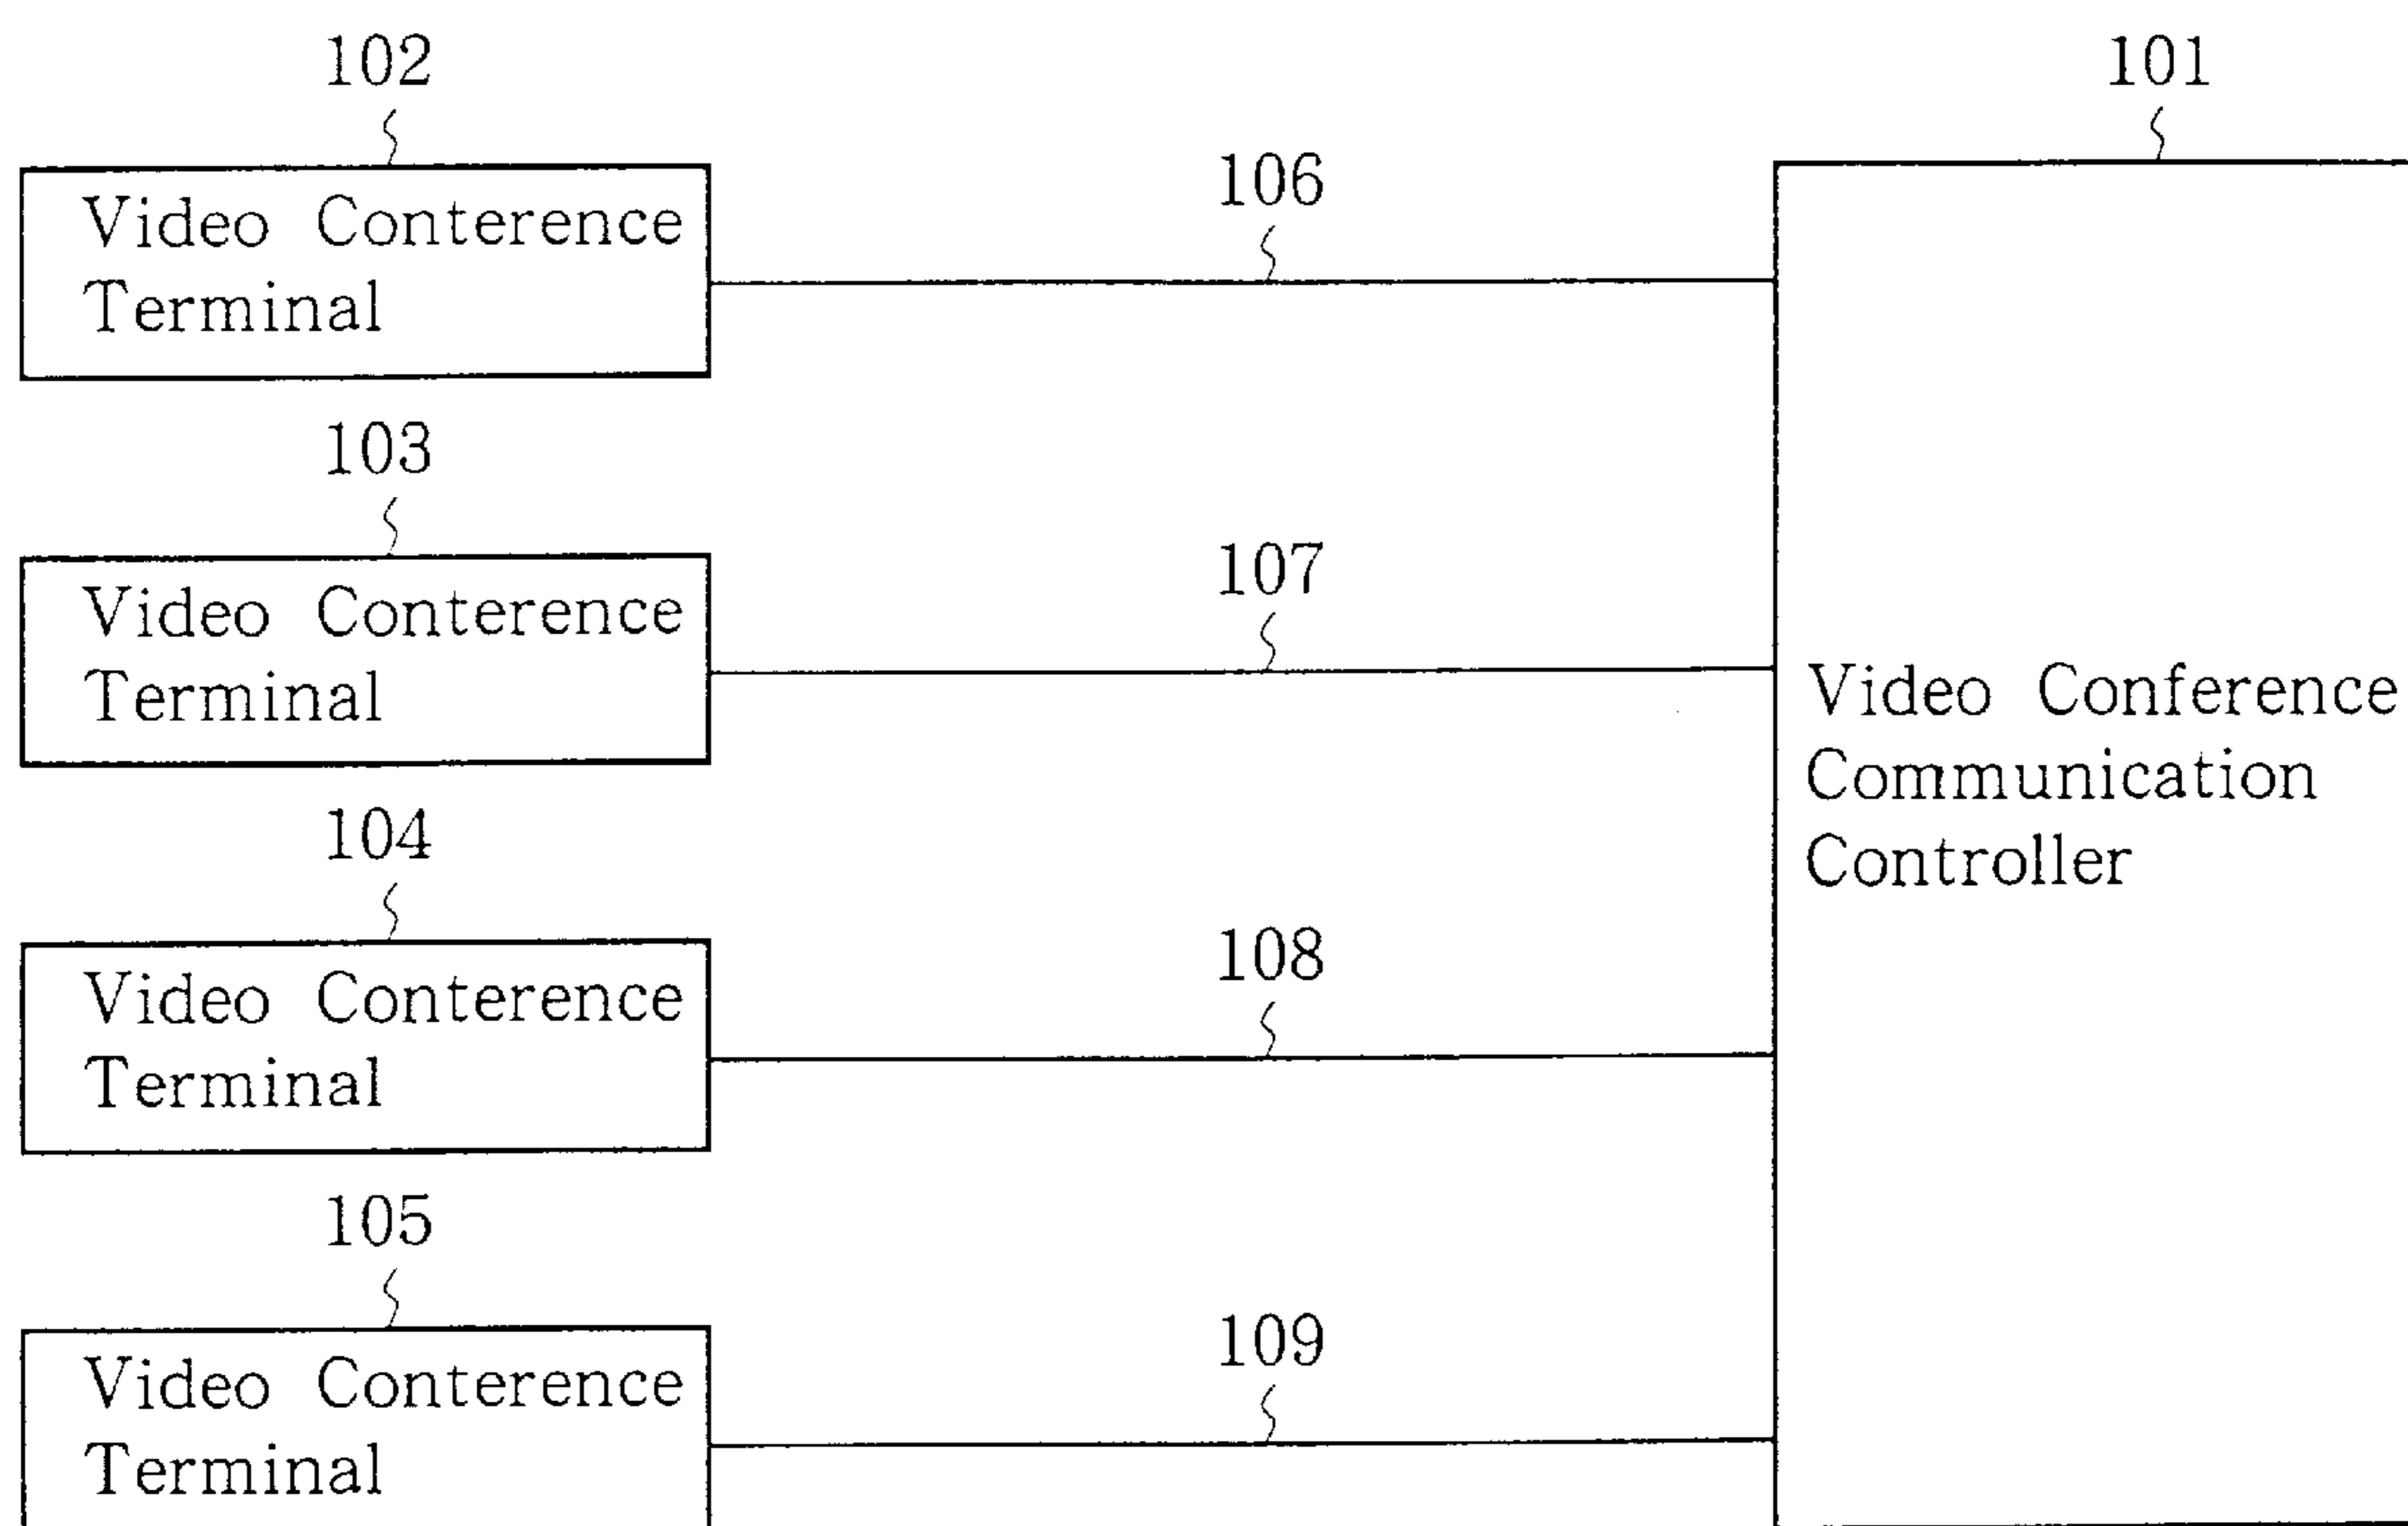 102
101
Video Conterence
Terminal
106
103
Video Conterence
Terminal
107
Video Conference
Communication
Controller
104
Video Conterence
Terminal
108
105
Video Conterence
Terminal
109